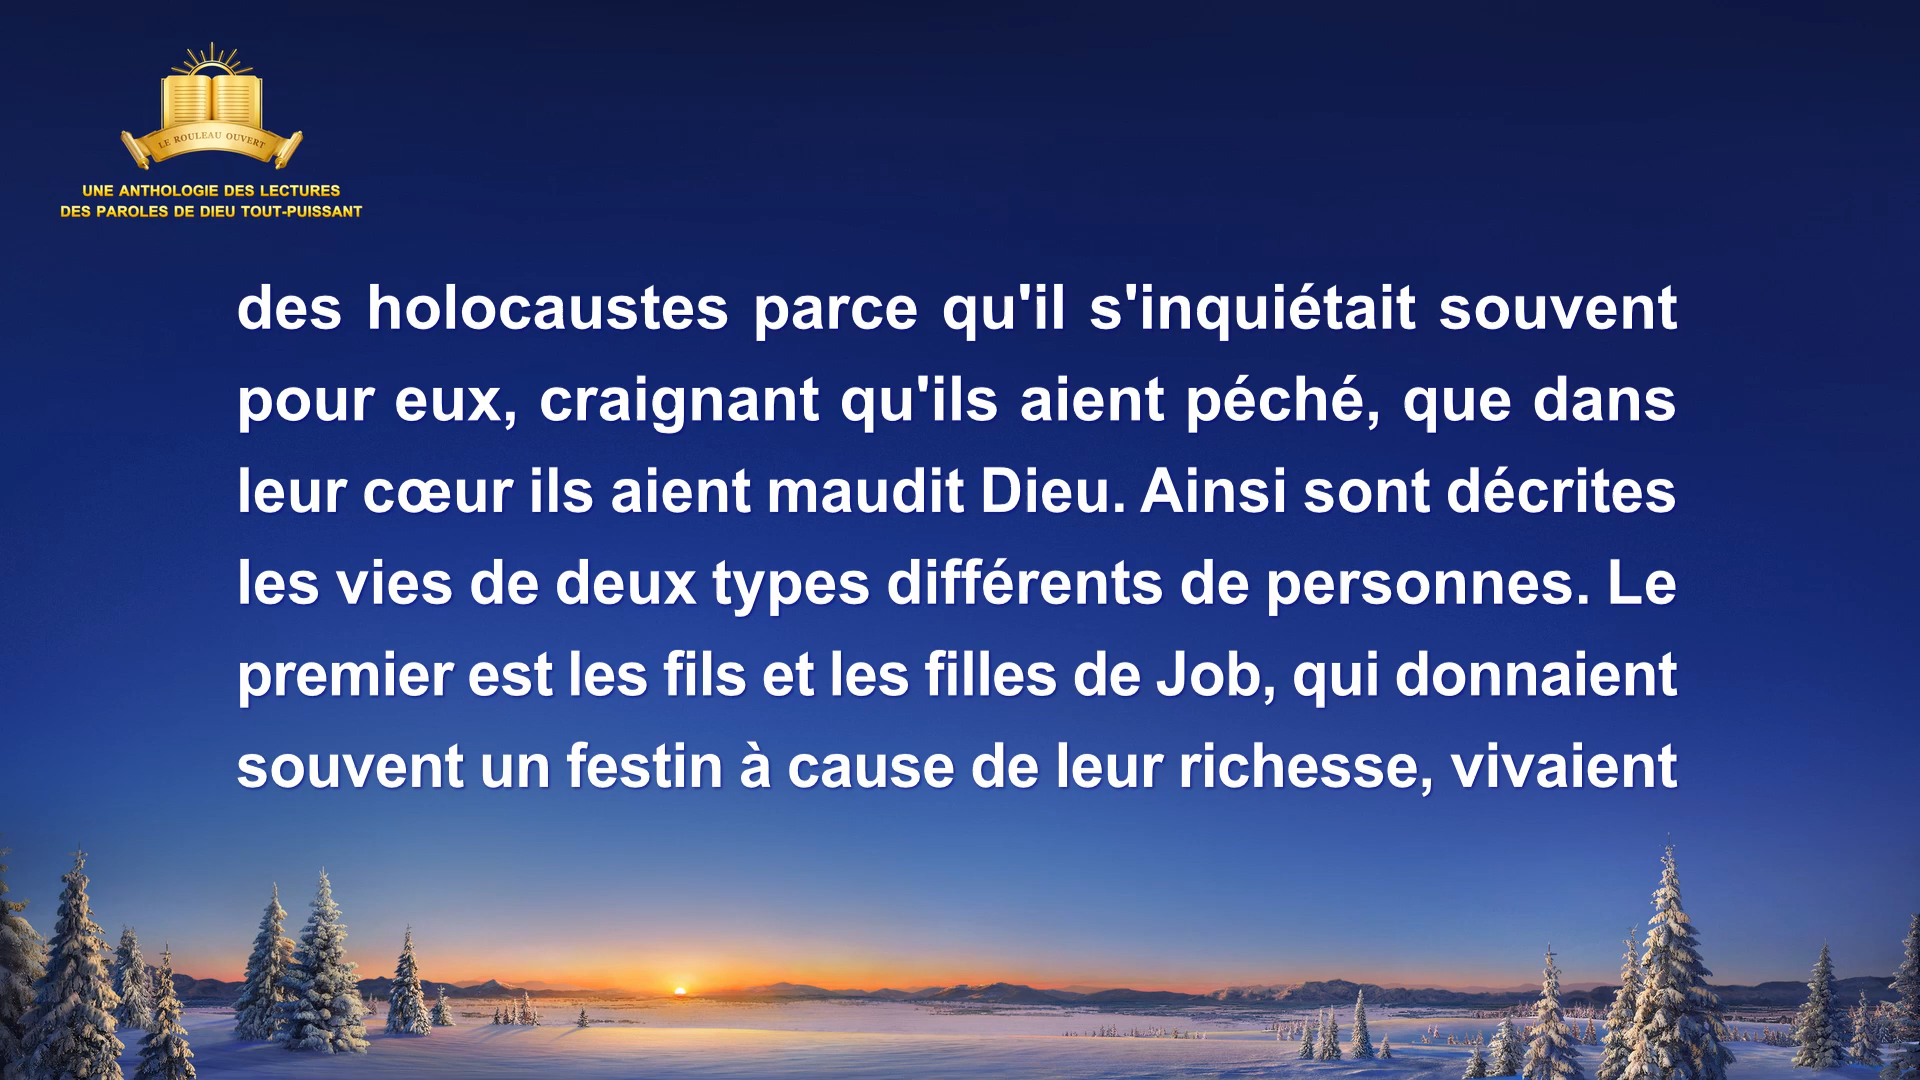 LE ROULEAU OUVERT
UNE ANTHOLOGIE DES LECTURES
DES PAROLES DE DIEU TOUT-PUISSANT
des holocaustes parce qu'il s'inquiétait souvent
pour eux, craignant qu'ils aient péché, que dans
leur cœur ils aient maudit Dieu. Ainsi sont décrites
les vies de deux types différents de personnes. Le
premier est les fils et les filles de Job, qui donnaient
souvent un festin à cause de leur richesse, vivaient